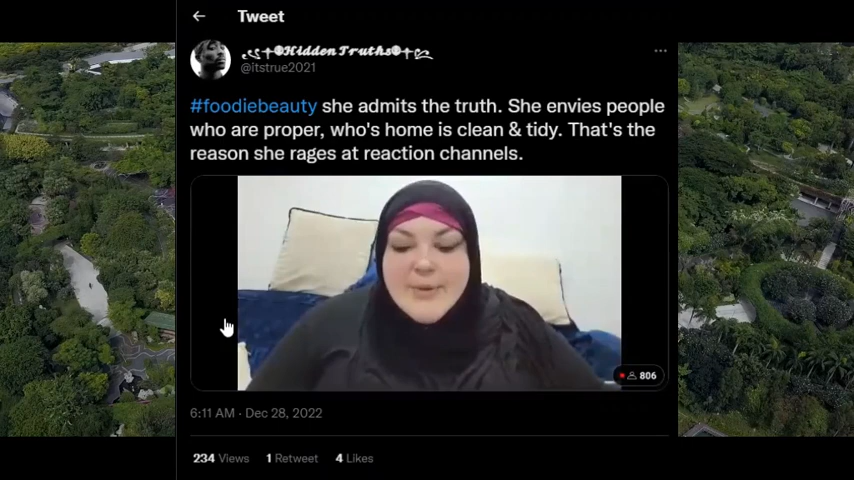 Tweet
Hidden Truths
@itstrue2021
#foodiebeauty she admits the truth. She envies people
who are proper, who's home is clean & tidy. That's the
reason she rages at reaction channels.
806
6:11 AM · Dec 28, 2022
234 Views 1 Retweet 4 Likes